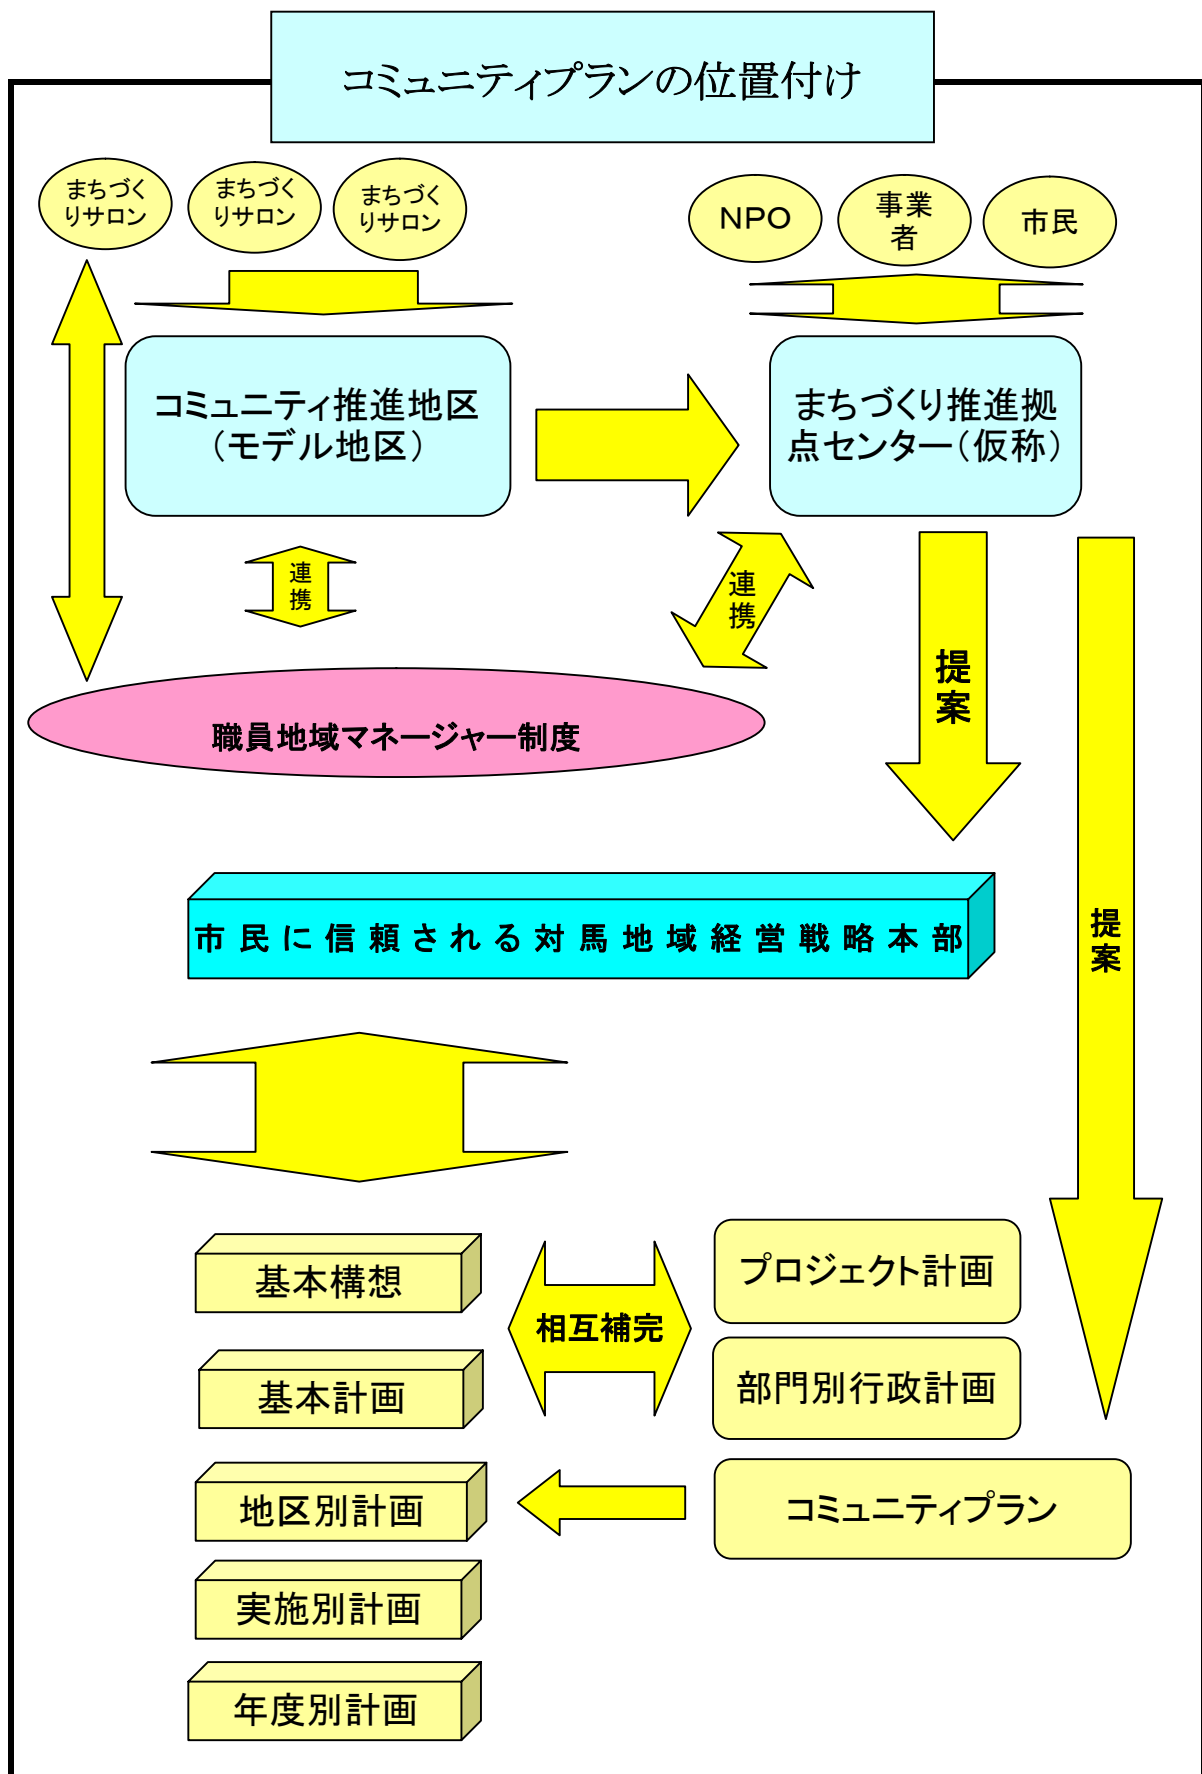 コミュニティプランの位置付け
まちづく
りサロン
まちづく
りサロン
まちづく
りサロン
NPO
事業
者
市民
コミュニティ推進地区
（モデル地区）
まちづくり推進拠
点センター（仮称）
連
携
連
携
提
案
職員地域マネージャー制度
市民に信頼される対馬地域経営戦略本部
提
案
基本構想
相互補完
プロジェクト計画
基本計画
部門別行政計画
地区別計画
コミュニティプラン
実施別計画
年度別計画